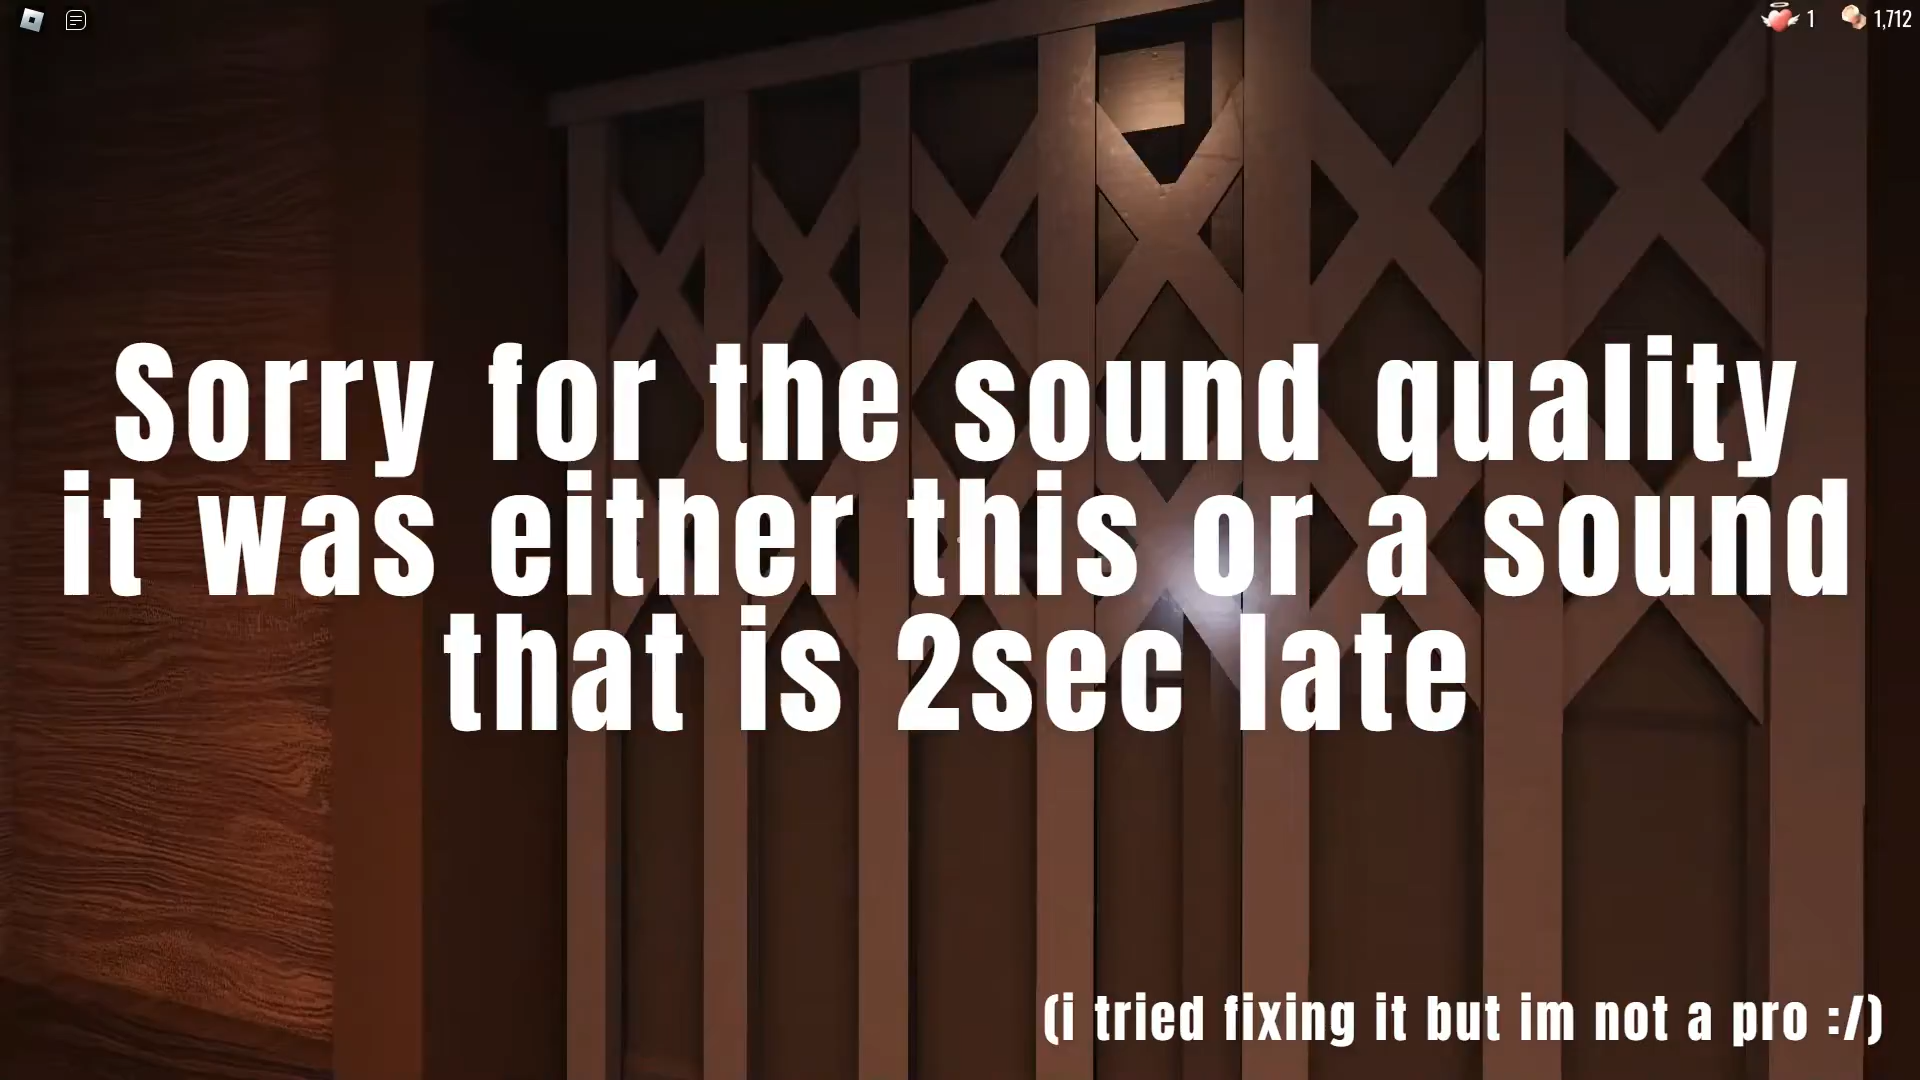 1 1,712
Sorry for the sound quality
it was either this or a sound
that is 2sec late
(i tried fixing it but im not a pro :/)